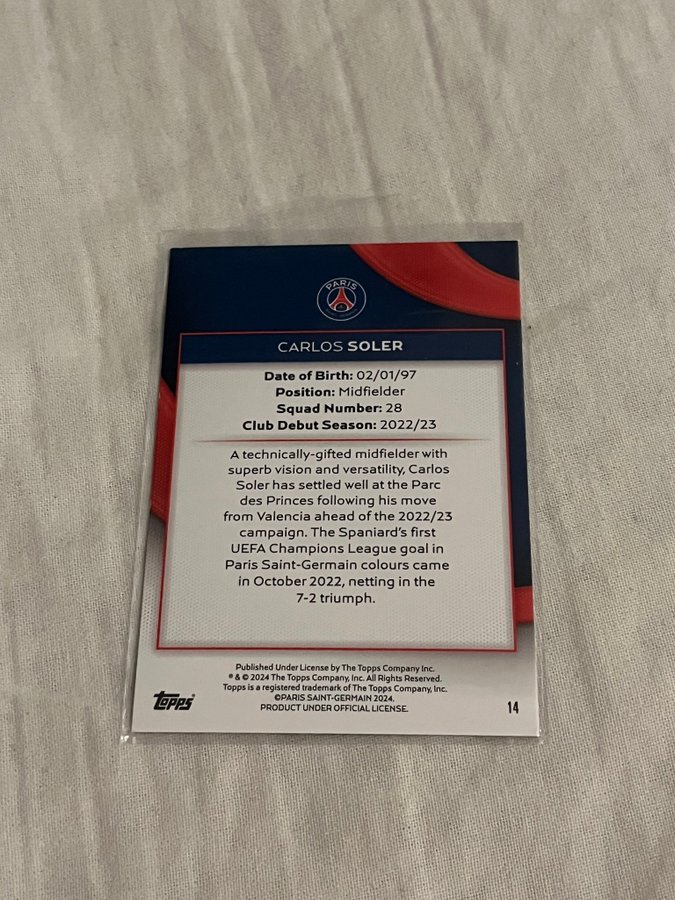 PARIS
CARLOS SOLER
Date of Birth: 02/01/97
Position: Midfielder
Squad Number: 28
Club Debut Season: 2022/23
A technically-gifted midfielder with
superb vision and versatility, Carlos
Soler has settled well at the Parc
des Princes following his move
from Valencia ahead of the 2022/23
campaign. The Spaniard's first
UEFA Champions League goal in
Paris Saint-Germain colours came
in October 2022, netting in the
7-2 triumph.
Published Under License by The Topps Company Inc.
® & © 2024 The Topps Company, Inc. All Rights Reserved.
Topps is a registered trademark of The Topps Company, Inc.
©PARIS SAINT-GERMAIN 2024.
PRODUCT UNDER OFFICIAL LICENSE.
topps
14